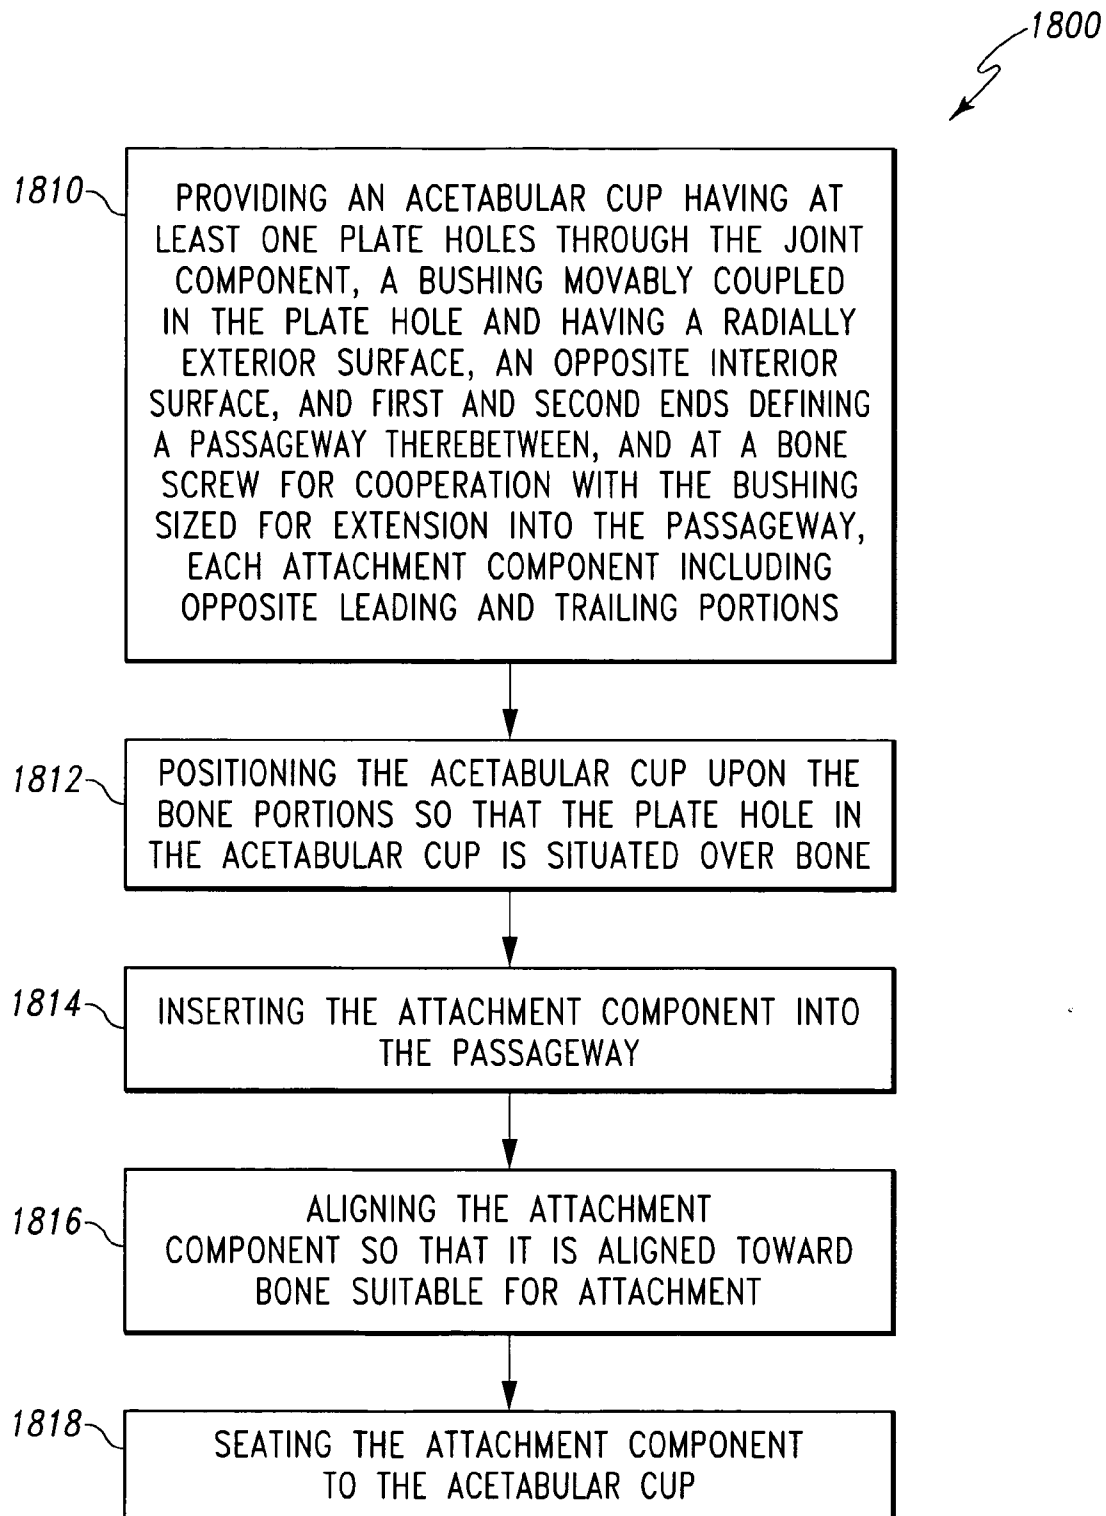 1800
1810
PROVIDING AN ACETABULAR CUP HAVING AT
LEAST ONE PLATE HOLES THROUGH THE JOINT
COMPONENT, A BUSHING MOVABLY COUPLED
IN THE PLATE HOLE AND HAVING A RADIALLY
EXTERIOR SURFACE, AN OPPOSITE INTERIOR
SURFACE, AND FIRST AND SECOND ENDS DEFINING
A PASSAGEWAY THEREBETWEEN, AND AT A BONE
SCREW FOR COOPERATION WITH THE BUSHING
SIZED FOR EXTENSION INTO THE PASSAGEWAY,
EACH ATTACHMENT COMPONENT INCLUDING
OPPOSITE LEADING AND TRAILING PORTIONS
1812
POSITIONING THE ACETABULAR CUP UPON THE
BONE PORTIONS SO THAT THE PLATE HOLE IN
THE ACETABULAR CUP IS SITUATED OVER BONE
1814
INSERTING THE ATTACHMENT COMPONENT INTO
THE PASSAGEWAY
1816
ALIGNING THE ATTACHMENT
COMPONENT SO THAT IT IS ALIGNED TOWARD
BONE SUITABLE FOR ATTACHMENT
1818
SEATING THE ATTACHMENT COMPONENT
TO THE ACETABULAR CUP